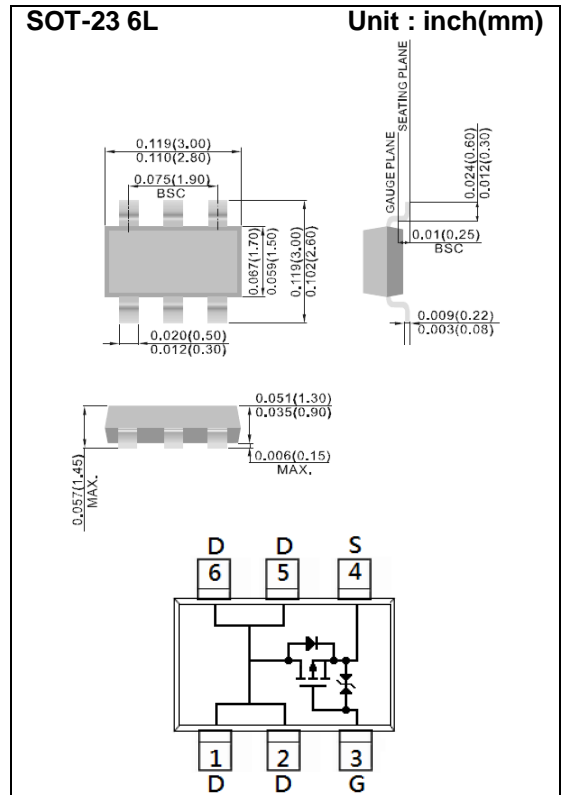 SOT-23 6L Unit : inch(mm)
SEATING PLANE
GAUGE PLANE
0.119(3.00)
0.110(2.80)
0.075(1.90)
BSC
0.024(0.60)
0.012(0.30)
0.067(1.70)
0.059(1.50)
0.119(3.00)
0.102(2.60)
0.01(0.25)
BSC
0.020(0.50)
0.012(0.30)
0.009(0.22)
0.003(0.08)
0.051(1.30)
0.035(0.90)
0.006(0.15)
MAX.
0.057(1.45)
MAX.
D D S
6 5 4
1 2 3
D D G